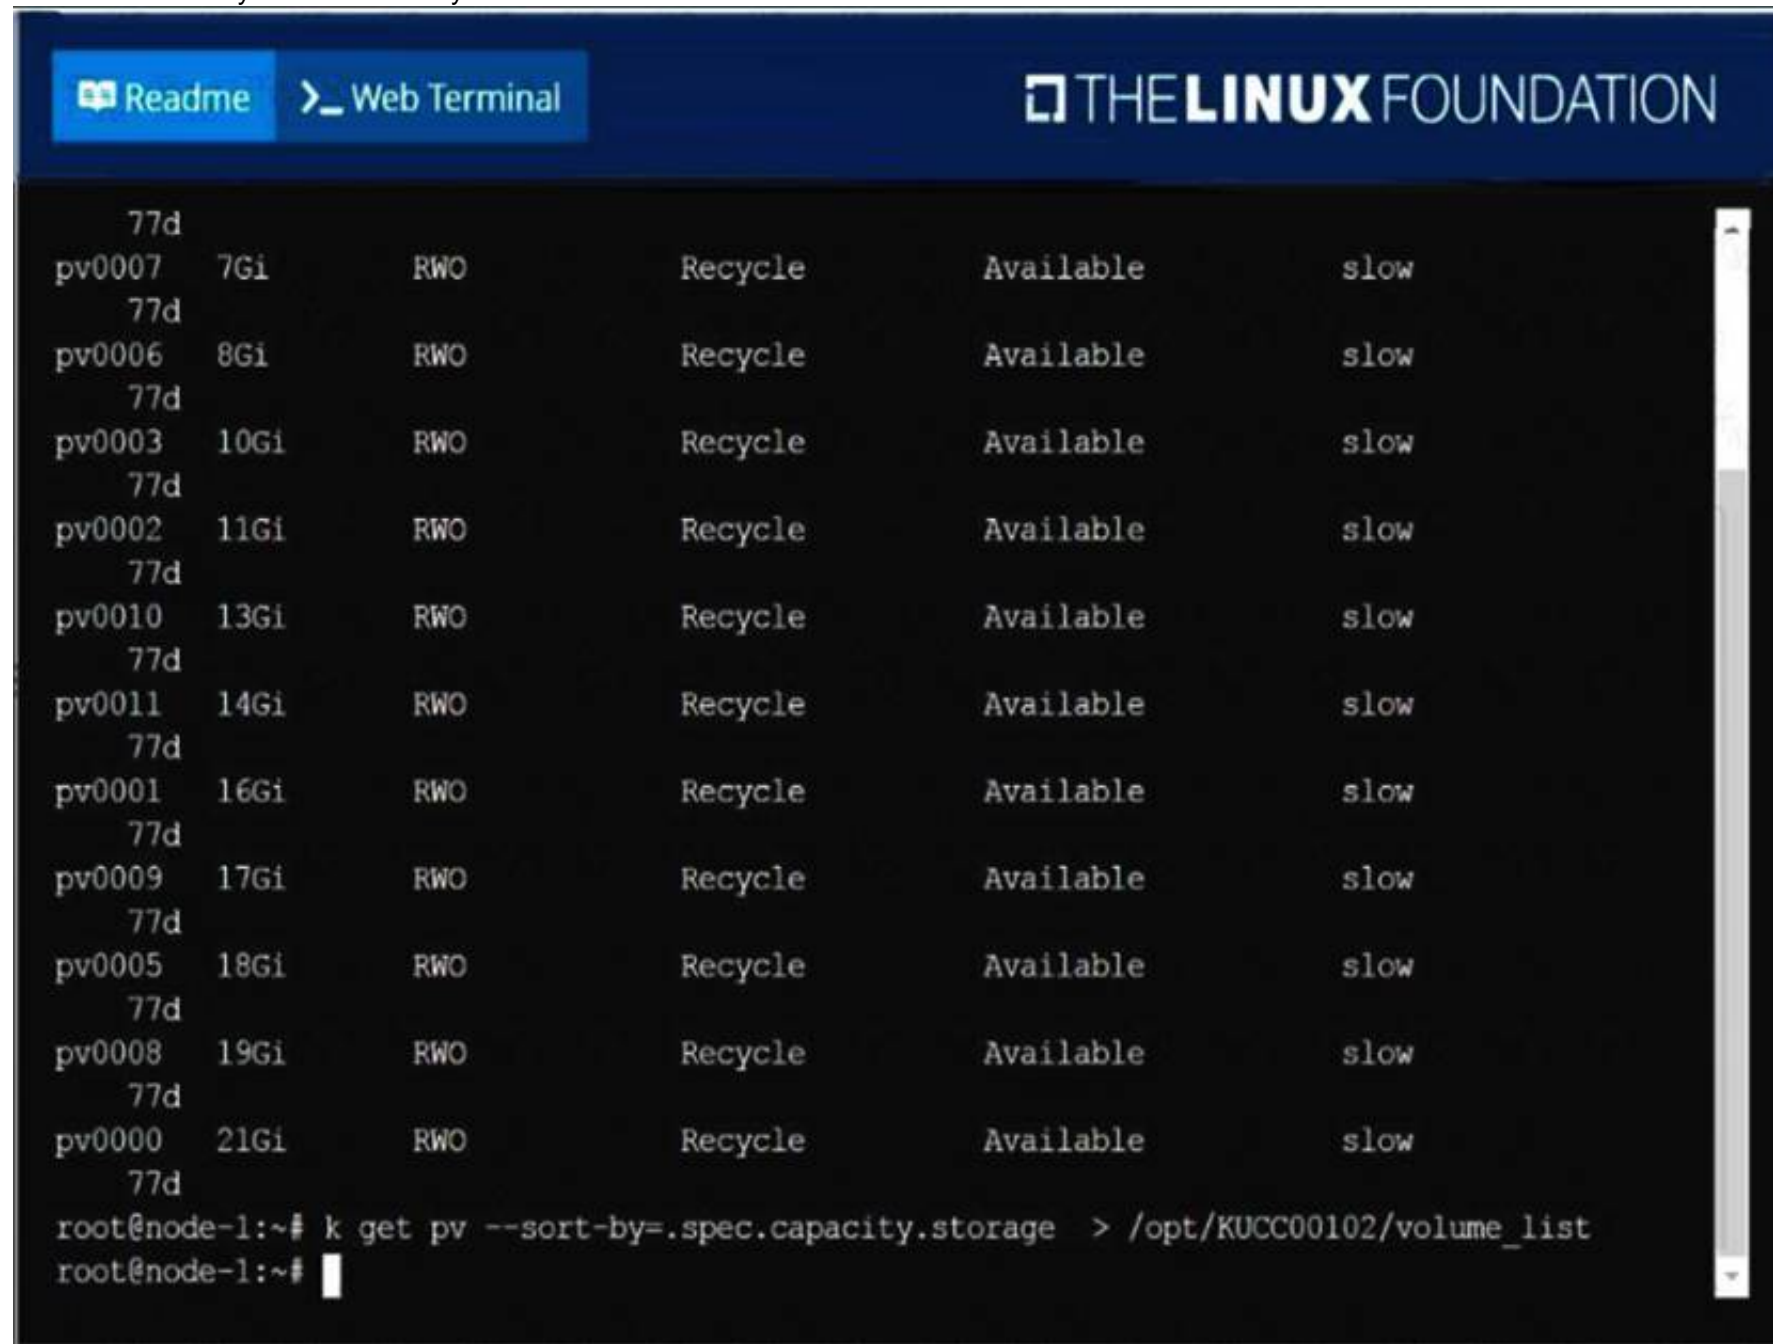 Readme >_ Web Terminal THE LINUX FOUNDATION
77d
pv0007 7Gi RWO Recycle Available slow
77d
pv0006 8Gi RWO Recycle Available slow
77d
pv0003 10Gi RWO Recycle Available slow
77d
pv0002 11Gi RWO Recycle Available slow
77d
pv0010 13Gi RWO Recycle Available slow
77d
pv0011 14Gi RWO Recycle Available slow
77d
pv0001 16Gi RWO Recycle Available slow
77d
pv0009 17Gi RWO Recycle Available slow
77d
pv0005 18Gi RWO Recycle Available slow
77d
pv0008 19Gi RWO Recycle Available slow
77d
pv0000 21Gi RWO Recycle Available slow
77d
root@node-1:~# k get pv --sort-by=.spec.capacity.storage > /opt/KUCC00102/volume_list
root@node-1:~#